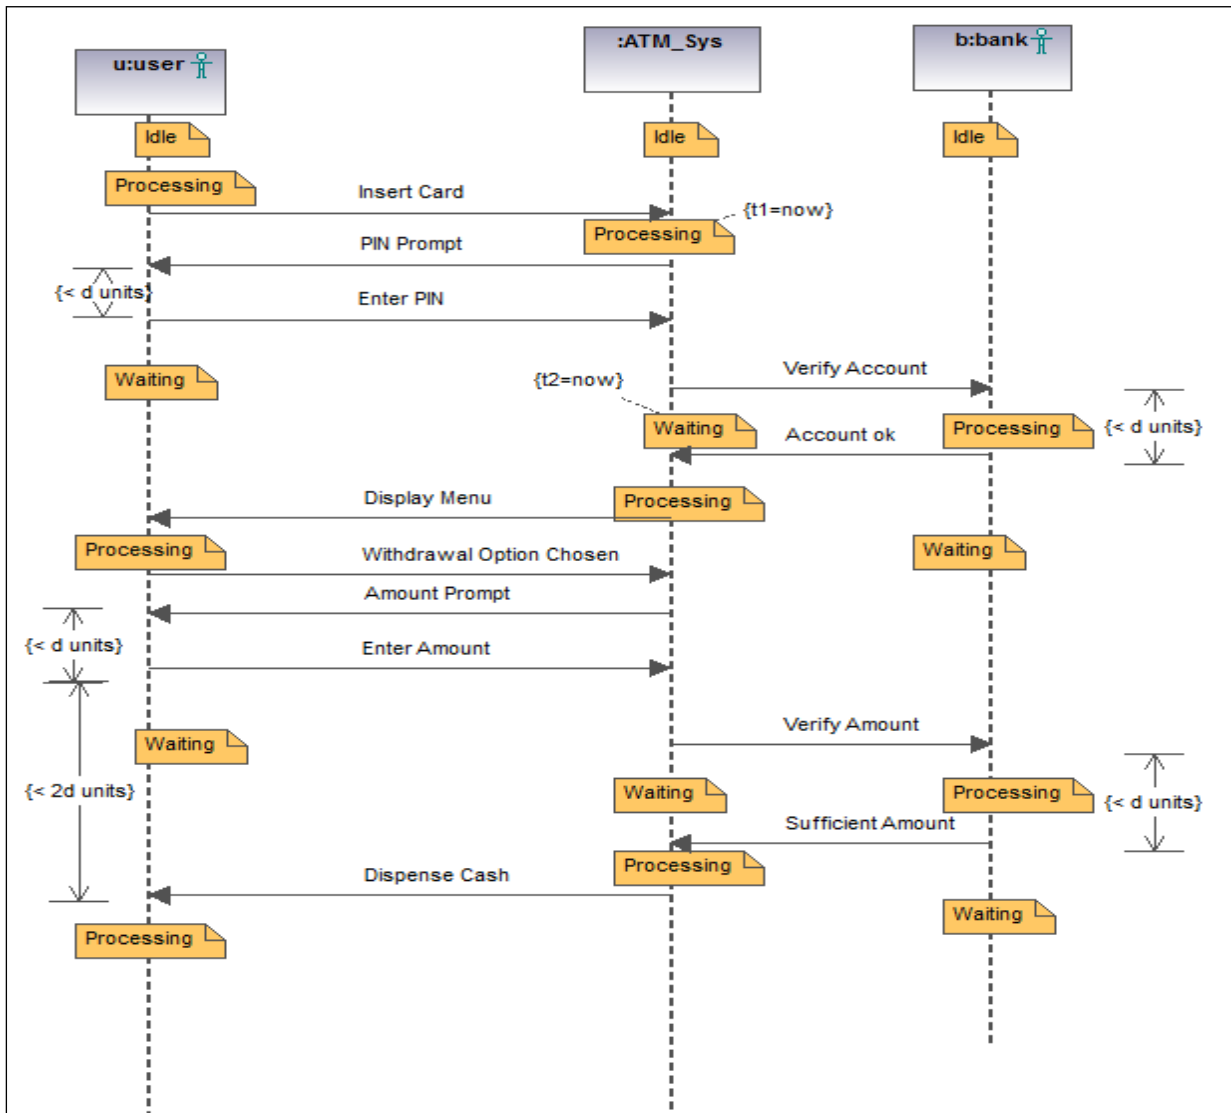 u:user
:ATM_Sys
b:bank
Idle
Idle
Idle
Processing
Insert Card
{t1=now}
Processing
PIN Prompt
{< d units}
Enter PIN
Waiting
{t2=now}
Verify Account
Waiting
Account ok
Processing
{< d units}
Display Menu
Processing
Processing
Withdrawal Option Chosen
Waiting
Amount Prompt
{< d units}
Enter Amount
Verify Amount
Waiting
{< 2d units}
Waiting
Processing
{< d units}
Sufficient Amount
Processing
Dispense Cash
Waiting
Processing